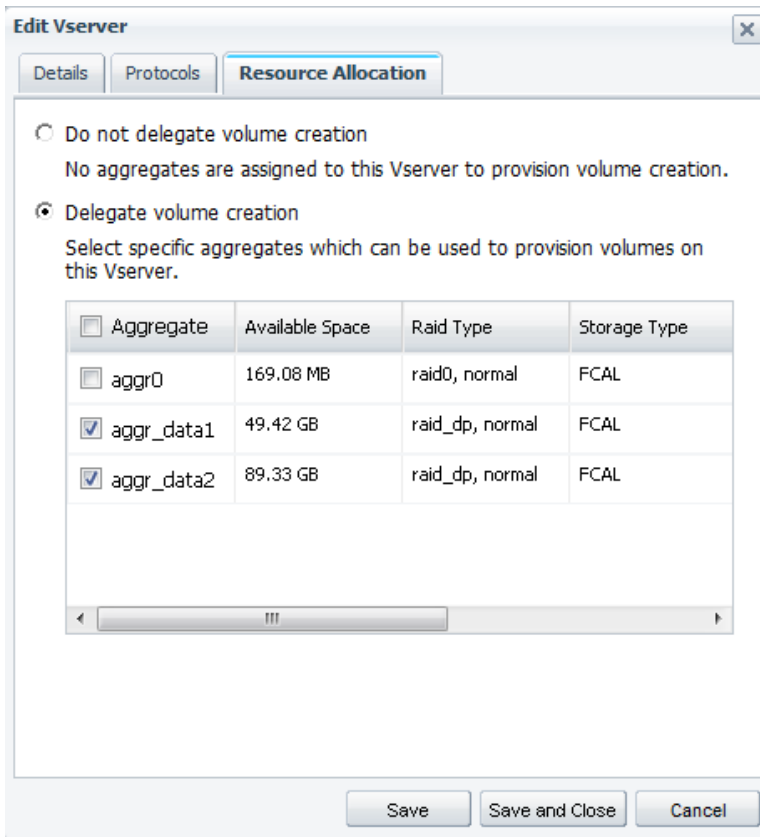 Edit Vserver
Details Protocols Resource Allocation
Do not delegate volume creation
No aggregates are assigned to this Vserver to provision volume creation.
Delegate volume creation
Select specific aggregates which can be used to provision volumes on
this Vserver.
Aggregate Available Space Raid Type Storage Type
aggr0 169.08 MB raid0, normal FCAL
aggr_data1 49.42 GB raid_dp, normal FCAL
aggr_data2 89.33 GB raid_dp, normal FCAL
Save Save and Close Cancel